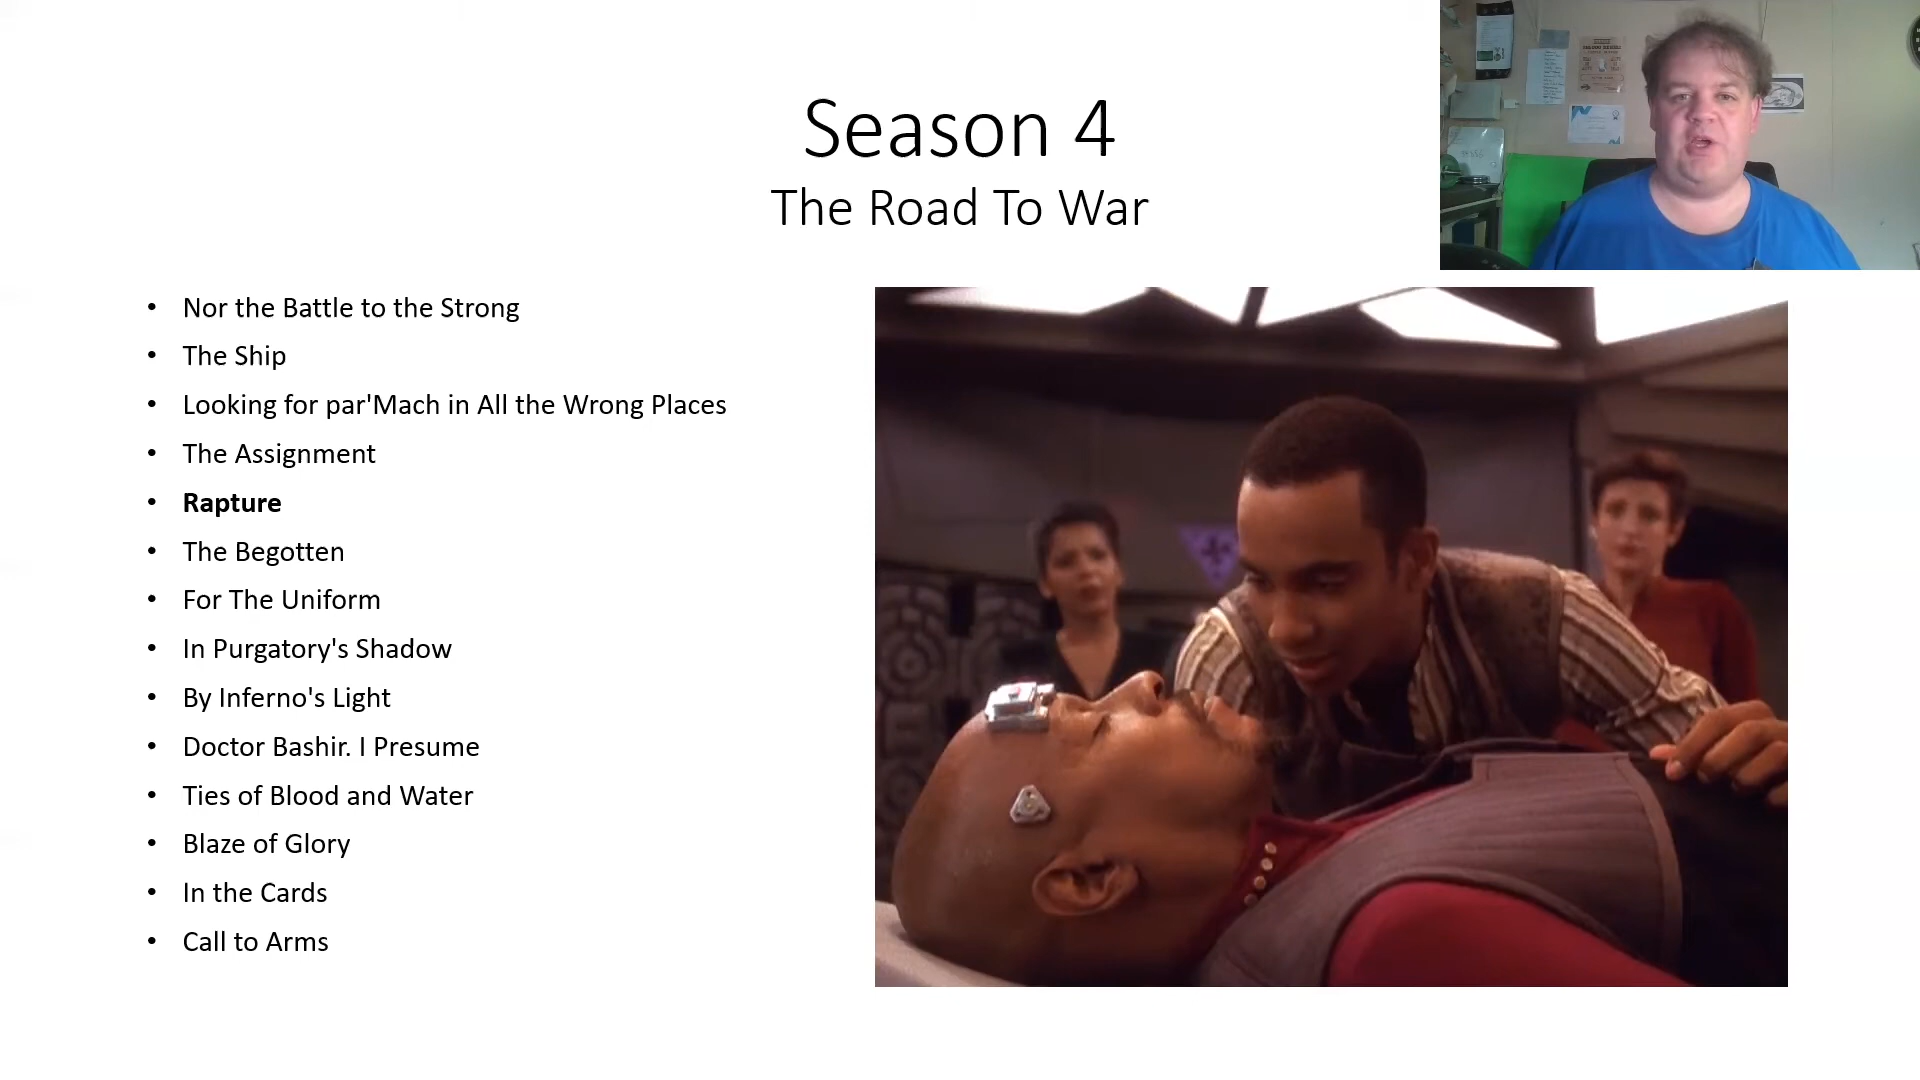 Season 4
The Road To War
• Nor the Battle to the Strong
• The Ship
• Looking for par'Mach in All the Wrong Places
• The Assignment
• Rapture
• The Begotten
• For The Uniform
• In Purgatory's Shadow
• By Inferno's Light
• Doctor Bashir. I Presume
• Ties of Blood and Water
• Blaze of Glory
• In the Cards
• Call to Arms